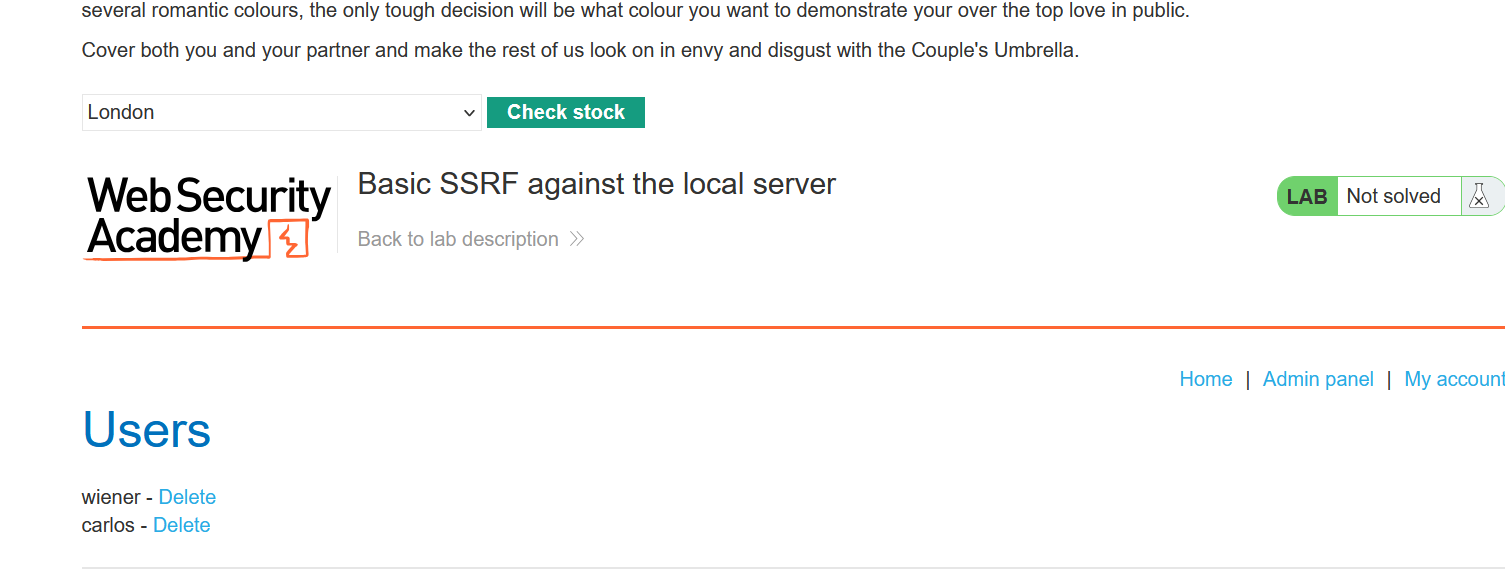 several romantic colours, the only tough decision will be what colour you want to demonstrate your over the top love in public.
Cover both you and your partner and make the rest of us look on in envy and disgust with the Couple's Umbrella.
London Check stock
Web Security
Academy
Basic SSRF against the local server
Back to lab description
LAB Not solved
Home | Admin panel | My account
Users
wiener - Delete
carlos - Delete